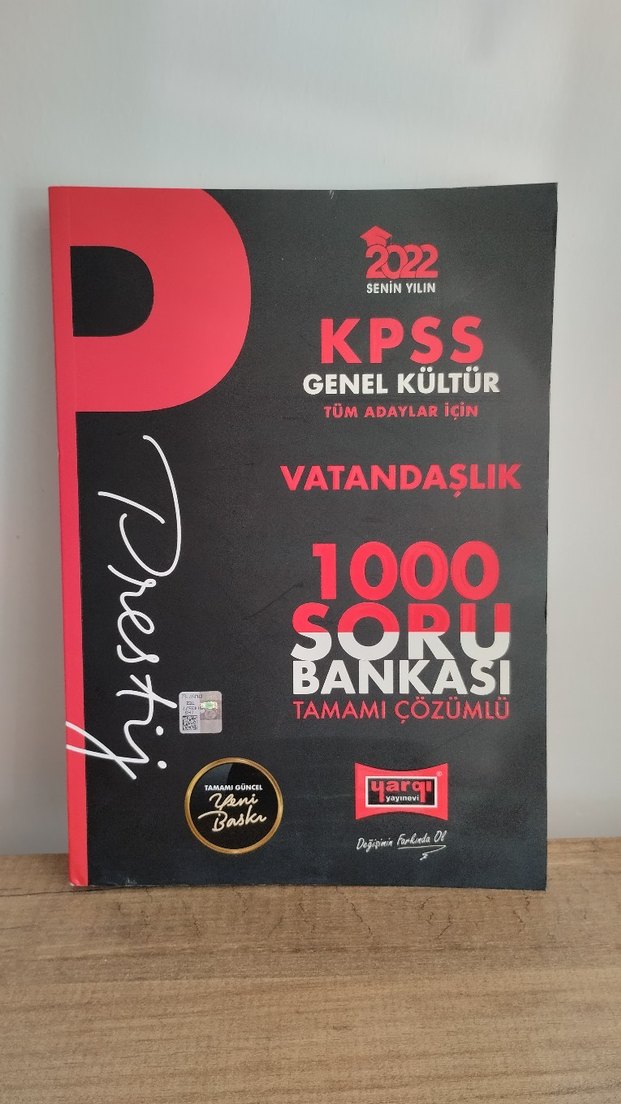 2022
SENİN YILIN
KPSS
GENEL KÜLTÜR
TÜM ADAYLAR İÇİN
VATANDAŞLIK
1000
SORU
BANKASI
TAMAMI ÇÖZÜMLÜ
Prestij
TAMAMI GÜNCEL
Yeni
Baskı
yargı
yayınevi
Değişimin Farkında Ol